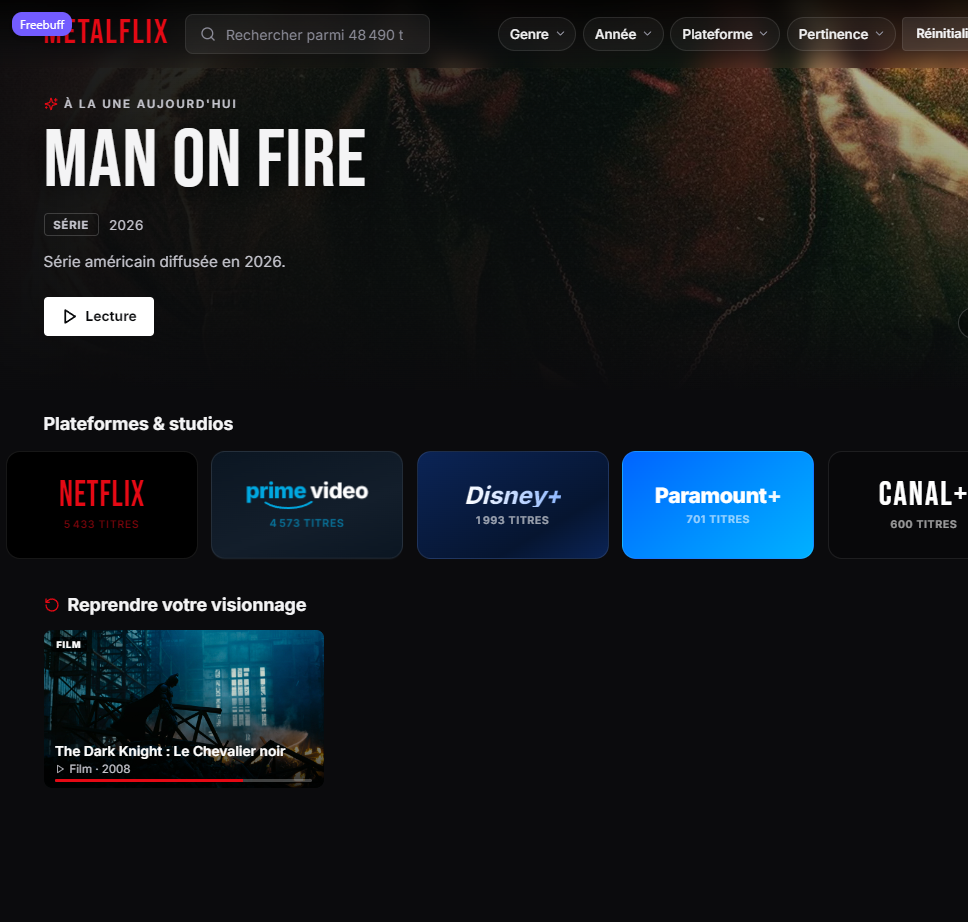 Freebuff
METALFLIX
Rechercher parmi 48 490 t
Genre
Année
Plateforme
Pertinence
Réinitiali
À LA UNE AUJOURD'HUI
MAN ON FIRE
SÉRIE 2026
Série américain diffusée en 2026.
Lecture
Plateformes & studios
NETFLIX
5 433 TITRES
prime video
4 573 TITRES
Disney+
1 993 TITRES
Paramount+
701 TITRES
CANAL+
600 TITRES
Reprendre votre visionnage
FILM
The Dark Knight : Le Chevalier noir
Film · 2008